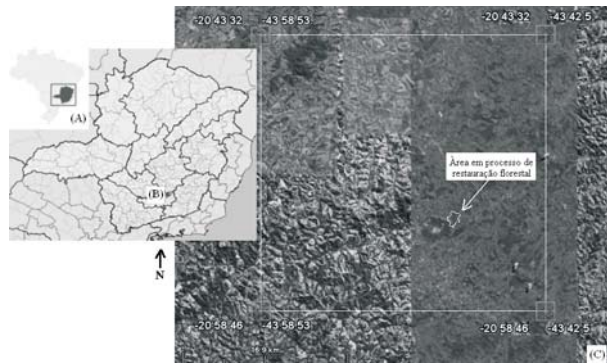 -20 43 32 -43 58 53
-20 43 32 -43 42 5
(A)
(B)
Área em processo de
restauração florestal
N
-20 58 46 -43 58 53
-20 58 46 -43 42 5
(C)